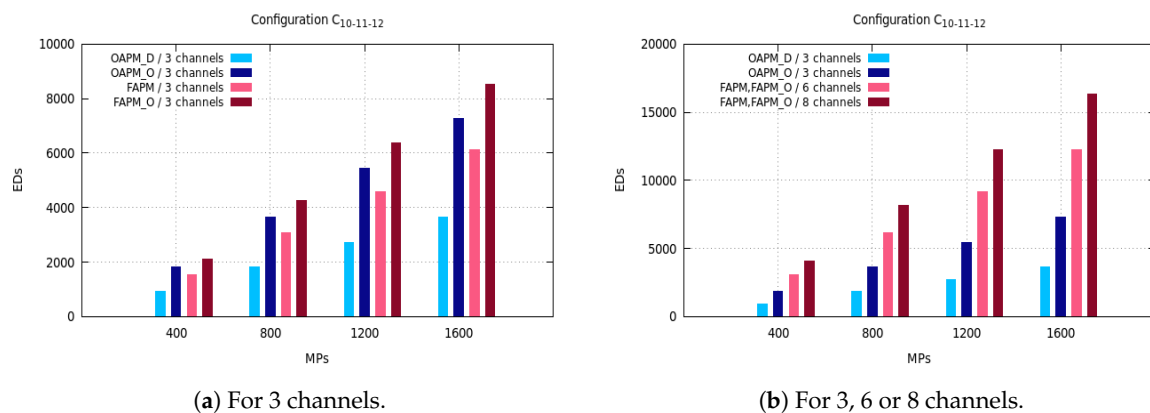 Configuration C10-11-12
10000
8000
6000
4000
2000
0
EDs
OAPM_D / 3 channels
OAPM_O / 3 channels
FAPM / 3 channels
FAPM_O / 3 channels
400 800 1200 1600
MPs
(a) For 3 channels.
Configuration C10-11-12
20000
15000
10000
5000
0
EDs
OAPM_D / 3 channels
OAPM_O / 3 channels
FAPM,FAPM_O / 6 channels
FAPM,FAPM_O / 8 channels
400 800 1200 1600
MPs
(b) For 3, 6 or 8 channels.